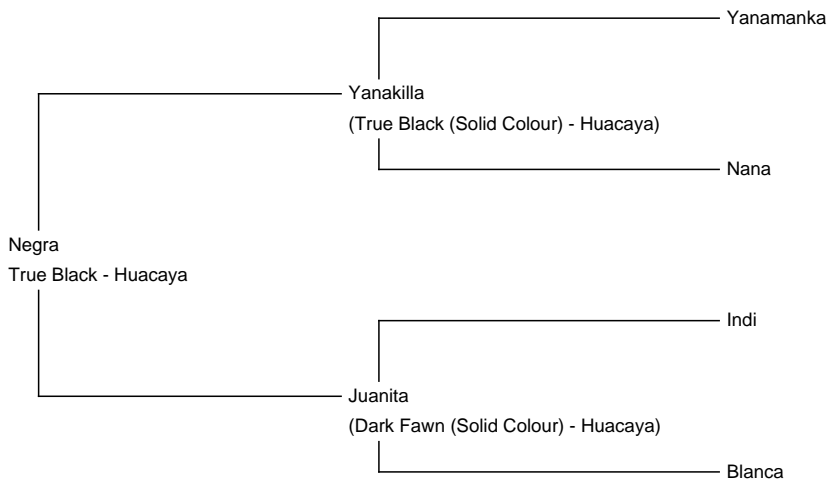 Yanamanka
Yanakilla
(True Black (Solid Colour) - Huacaya)
Nana
Negra
True Black - Huacaya
Indi
Juanita
(Dark Fawn (Solid Colour) - Huacaya)
Blanca